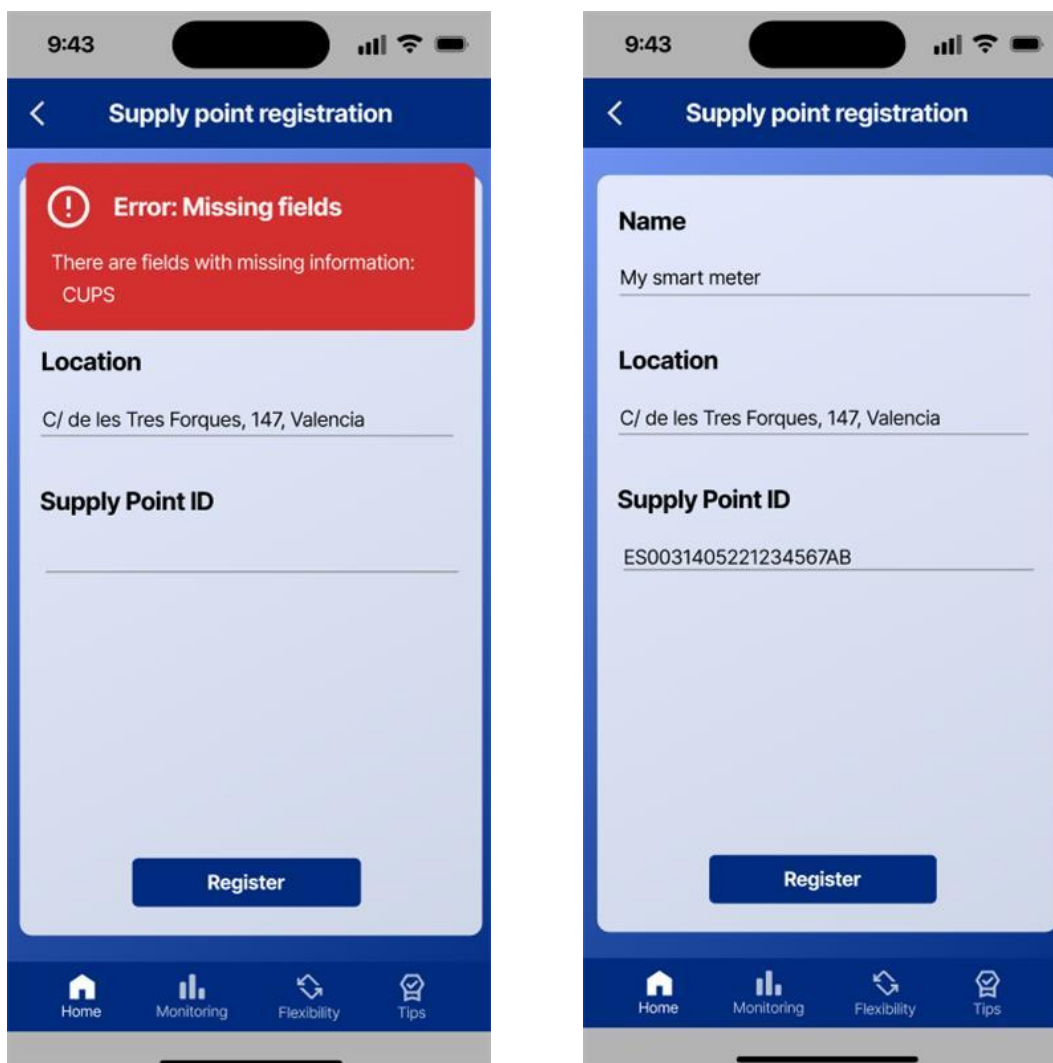 9:43
Supply point registration
Error: Missing fields
There are fields with missing information:
CUPS
Location
C/ de les Tres Forques, 147, Valencia
Supply Point ID
Register
Home Monitoring Flexibility Tips
9:43
Supply point registration
Name
My smart meter
Location
C/ de les Tres Forques, 147, Valencia
Supply Point ID
ES0031405221234567AB
Register
Home Monitoring Flexibility Tips